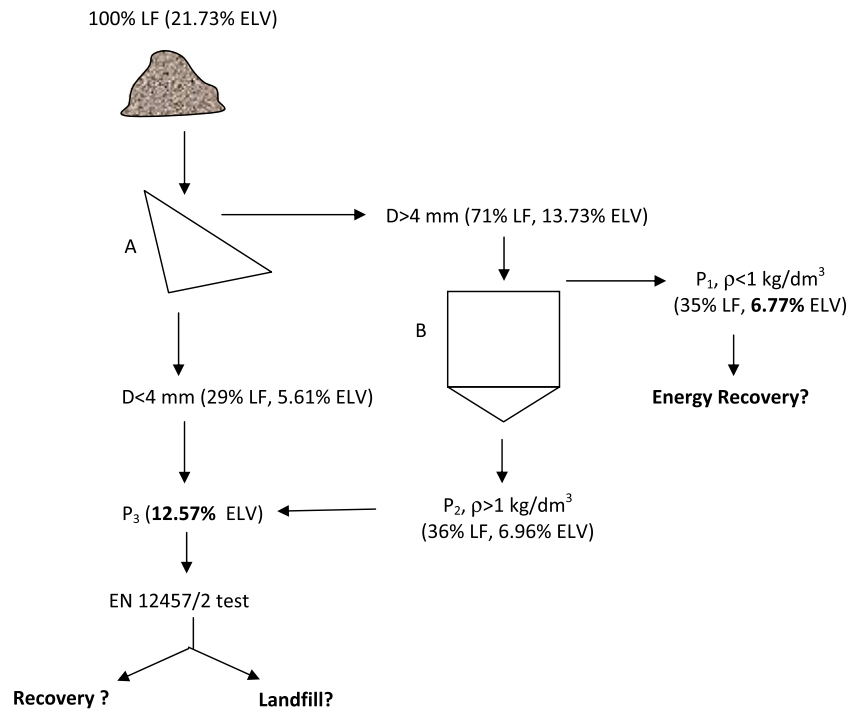 100% LF (21.73% ELV)
A
D>4 mm (71% LF, 13.73% ELV)
P₁, ρ<1 kg/dm³
(35% LF, 6.77% ELV)
B
D<4 mm (29% LF, 5.61% ELV)
Energy Recovery?
P₃ (12.57% ELV)
P₂, ρ>1 kg/dm³
(36% LF, 6.96% ELV)
EN 12457/2 test
Recovery ?
Landfill?